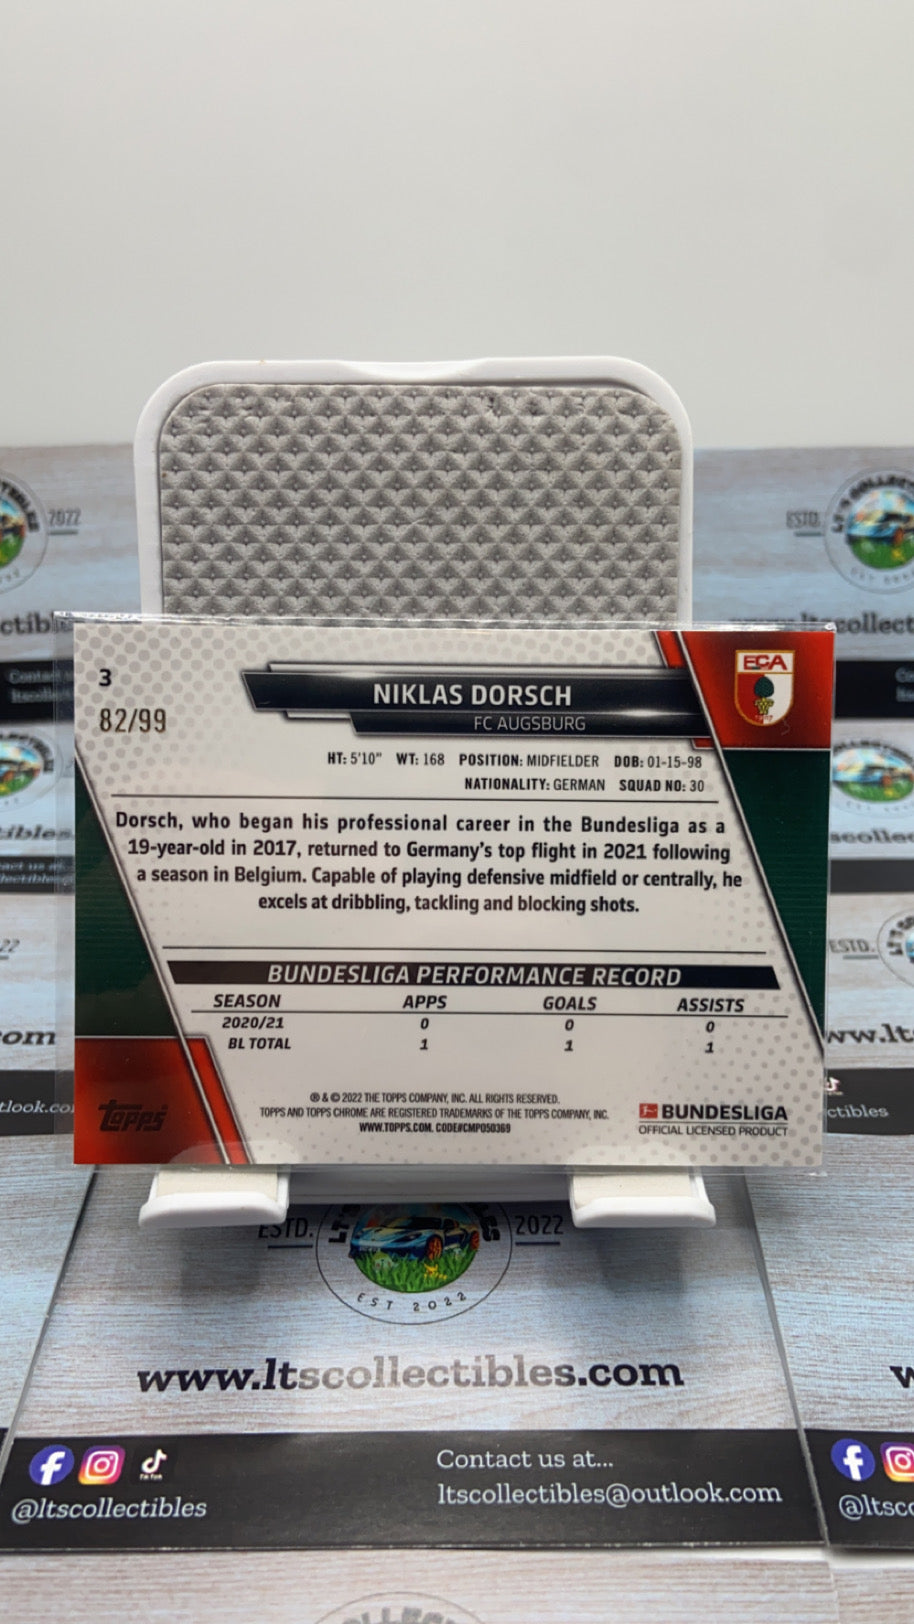 2022
ESTD.
3
82/99
NIKLAS DORSCH
FC AUGSBURG
FCA
1907
HT: 5'10" WT: 168 POSITION: MIDFIELDER DOB: 01-15-98
NATIONALITY: GERMAN SQUAD NO: 30
Dorsch, who began his professional career in the Bundesliga as a
19-year-old in 2017, returned to Germany's top flight in 2021 following
a season in Belgium. Capable of playing defensive midfield or centrally, he
excels at dribbling, tackling and blocking shots.
BUNDESLIGA PERFORMANCE RECORD
SEASON APPS GOALS ASSISTS
2020/21 0 0 0
BL TOTAL 1 1 1
® & © 2022 THE TOPPS COMPANY, INC. ALL RIGHTS RESERVED.
TOPPS AND TOPPS CHROME ARE REGISTERED TRADEMARKS OF THE TOPPS COMPANY, INC.
WWW.TOPPS.COM. CODE#CMP050369
topps
BUNDESLIGA
OFFICIAL LICENSED PRODUCT
ESTD.
2022
EST 2022
www.ltscollectibles.com
TikTok
@ltscollectibles
Contact us at...
ltscollectibles@outlook.com